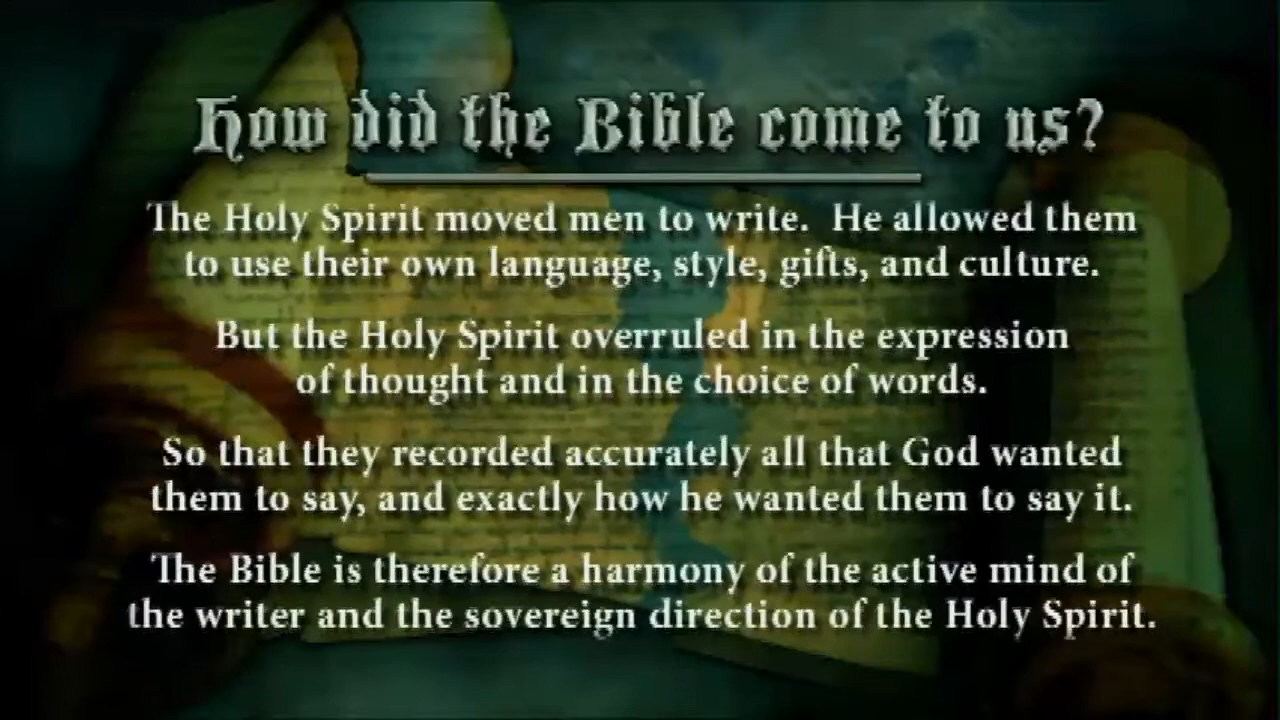 How did the Bible come to us?
The Holy Spirit moved men to write.  He allowed them
to use their own language, style, gifts, and culture.
But the Holy Spirit overruled in the expression
of thought and in the choice of words.
So that they recorded accurately all that God wanted
them to say, and exactly how he wanted them to say it.
The Bible is therefore a harmony of the active mind of
the writer and the sovereign direction of the Holy Spirit.